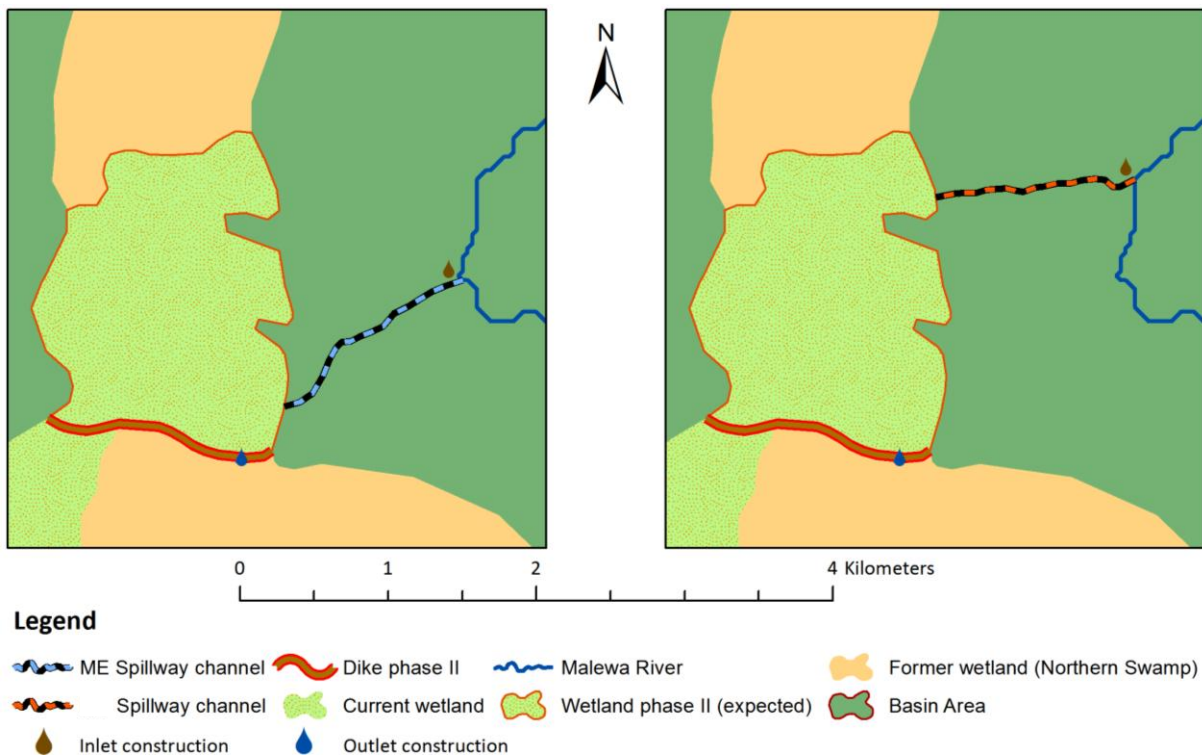 N
0 1 2 4 Kilometers
Legend
ME Spillway channel Dike phase II Malewa River Former wetland (Northern Swamp)
Spillway channel Current wetland Wetland phase II (expected) Basin Area
Inlet construction Outlet construction